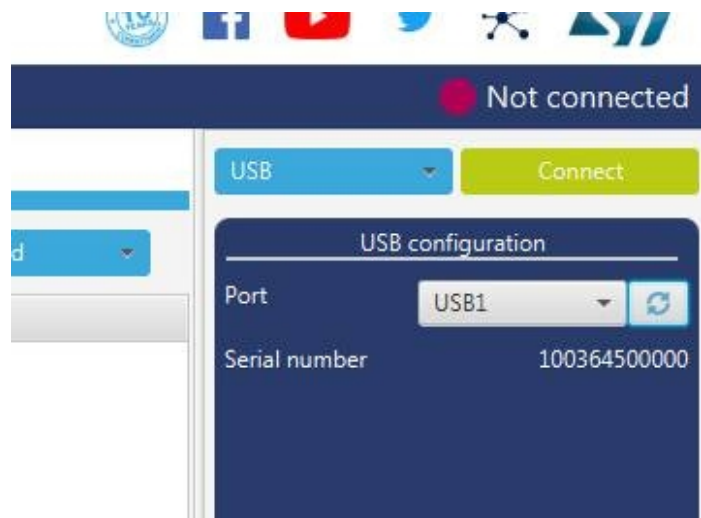 Not connected
USB
Connect
d
USB configuration
Port
USB1
Serial number
100364500000